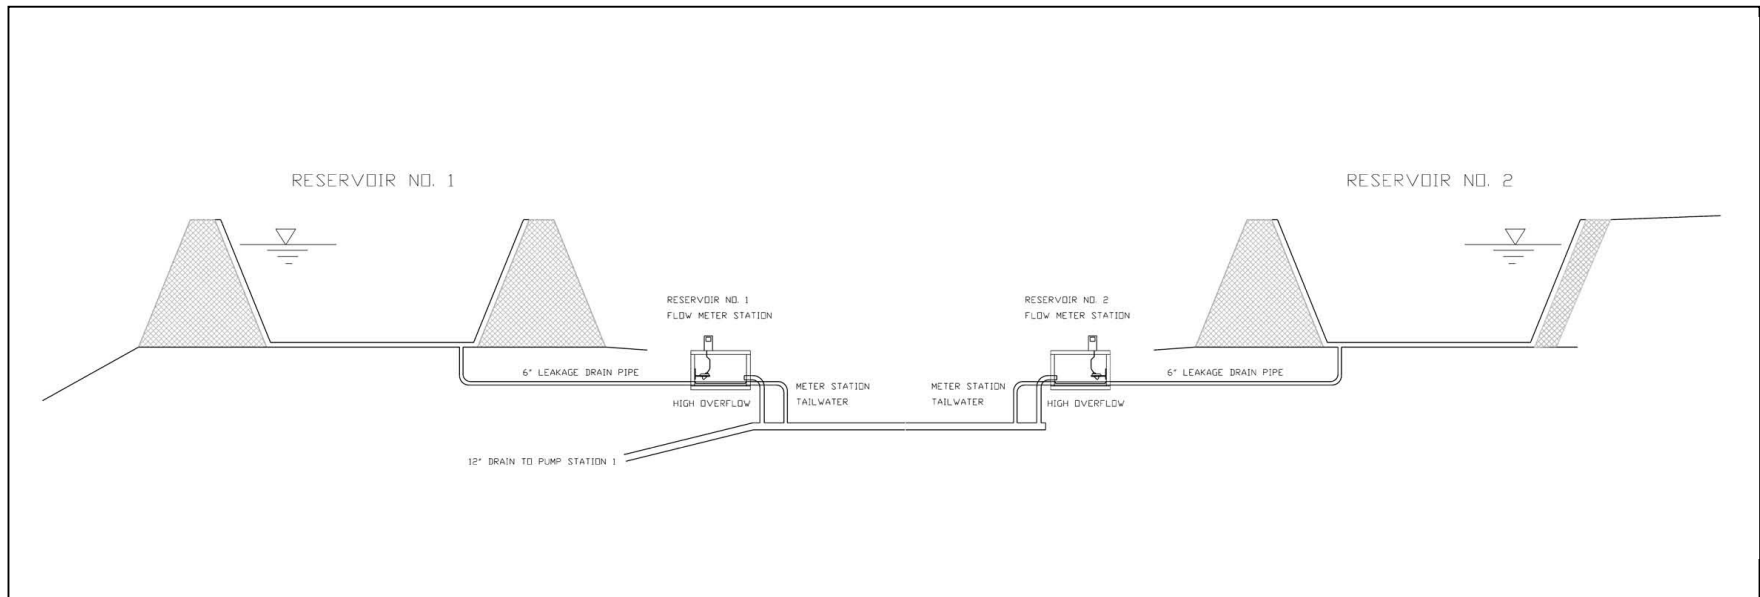 RESERVOIR NO. 1
RESERVOIR NO. 2
RESERVOIR NO. 1
FLOW METER STATION
RESERVOIR NO. 2
FLOW METER STATION
6" LEAKAGE DRAIN PIPE
METER STATION
TAILWATER
METER STATION
TAILWATER
6" LEAKAGE DRAIN PIPE
HIGH OVERFLOW
HIGH OVERFLOW
12" DRAIN TO PUMP STATION 1